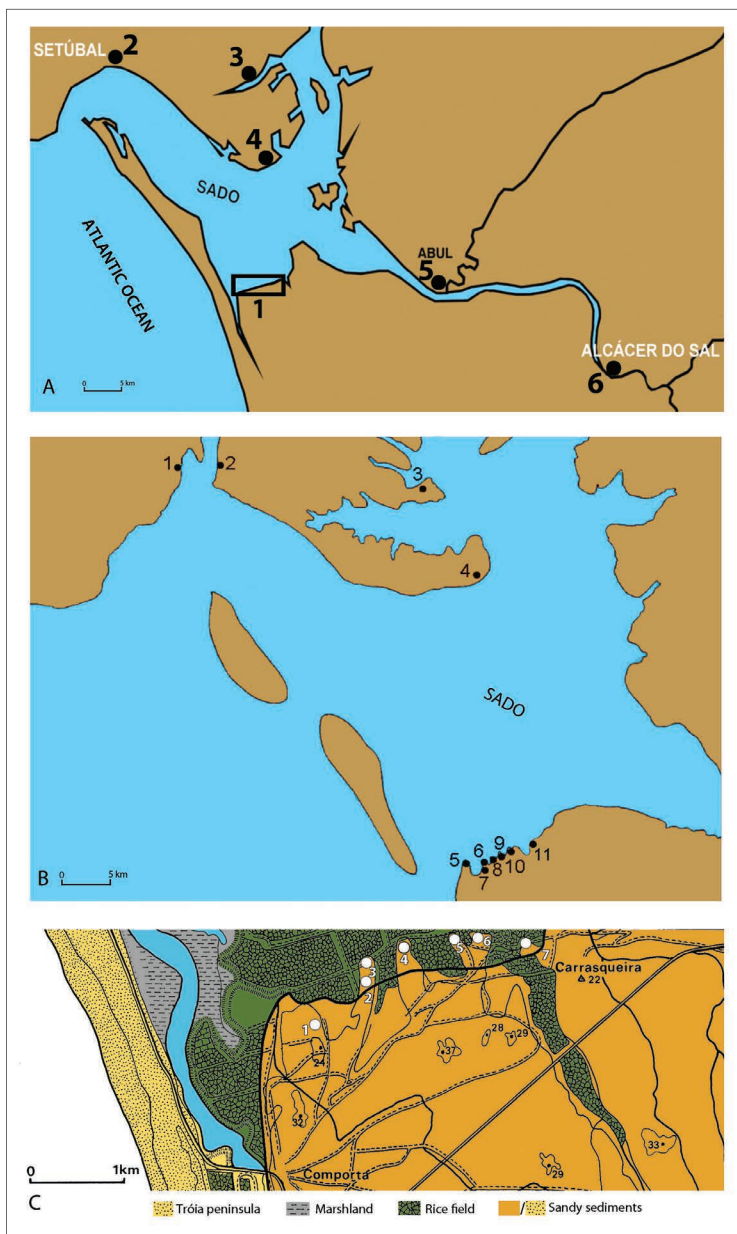 SETÚBAL 2
3
4
SADO
ATLANTIC OCEAN
1
ABUL
5
ALCÁCER DO SAL
6
A
0 5 km
1
2
3
4
SADO
5
6
7
8
9
10
11
B
0 5 km
1
2
3
4
5
6
7
Carrasqueira
22
24
28
29
37
32
33
29
Comporta
0 1km
C
Tróia peninsula Marshland Rice field / Sandy sediments